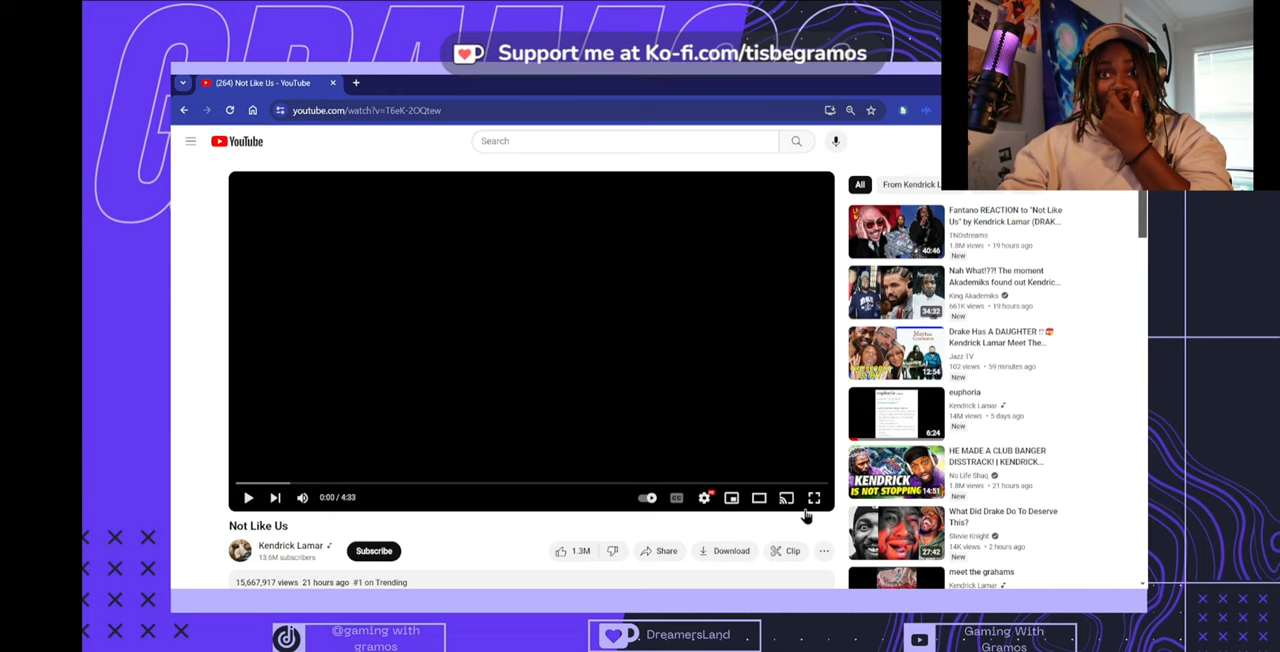 GRAMOS
Support me at Ko-fi.com/tisbegramos
(264) Not Like Us - YouTube
youtube.com/watch?v=T6eK-2OQtew
YouTube
Search
All
From Kendrick L
Fantano REACTION to "Not Like
Us" by Kendrick Lamar (DRAK...
TNDstreams
1.8M views • 19 hours ago
New
40:46
Nah What!??! The moment
Akademiks found out Kendric...
King Akademiks
661K views • 19 hours ago
New
34:32
Drake Has A DAUGHTER !!
Kendrick Lamar Meet The...
Jazz TV
102 views • 59 minutes ago
New
12:54
euphoria
Kendrick Lamar
14M views • 5 days ago
New
6:24
HE MADE A CLUB BANGER
DISSTRACK! | KENDRICK...
No Life Shaq
1.8M views • 21 hours ago
New
KENDRICK
IS NOT STOPPING
14:51
What Did Drake Do To Deserve
This?
Stevie Knight
14K views • 2 hours ago
New
27:42
meet the grahams
Kendrick Lamar
0:00 / 4:33
CC
Not Like Us
Kendrick Lamar
13.6M subscribers
Subscribe
1.3M
Share
Download
Clip
15,667,917 views 21 hours ago #1 on Trending
@gaming with
gramos
DreamersLand
Gaming With
Gramos